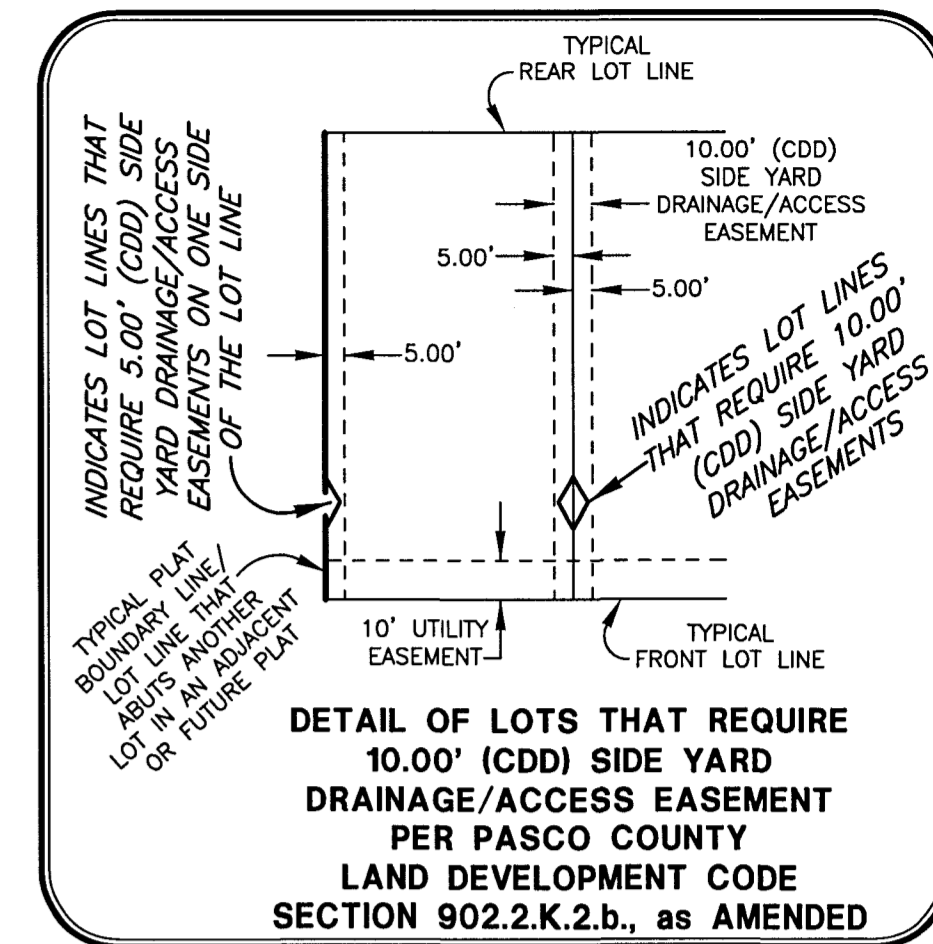 TYPICAL
REAR LOT LINE
INDICATES LOT LINES THAT
REQUIRE 5.00' (CDD) SIDE
YARD DRAINAGE/ACCESS
EASEMENTS ON ONE SIDE
OF THE LOT LINE
10.00' (CDD)
SIDE YARD
DRAINAGE/ACCESS
EASEMENT
5.00'
5.00'
5.00'
INDICATES LOT LINES
THAT REQUIRE 10.00'
(CDD) SIDE YARD
DRAINAGE/ACCESS
EASEMENTS
TYPICAL PLAT
BOUNDARY LINE/
LOT LINE THAT
ABUTS ANOTHER
LOT IN AN ADJACENT
OR FUTURE PLAT
10' UTILITY
EASEMENT
TYPICAL
FRONT LOT LINE
DETAIL OF LOTS THAT REQUIRE
10.00' (CDD) SIDE YARD
DRAINAGE/ACCESS EASEMENT
PER PASCO COUNTY
LAND DEVELOPMENT CODE
SECTION 902.2.K.2.b., as AMENDED